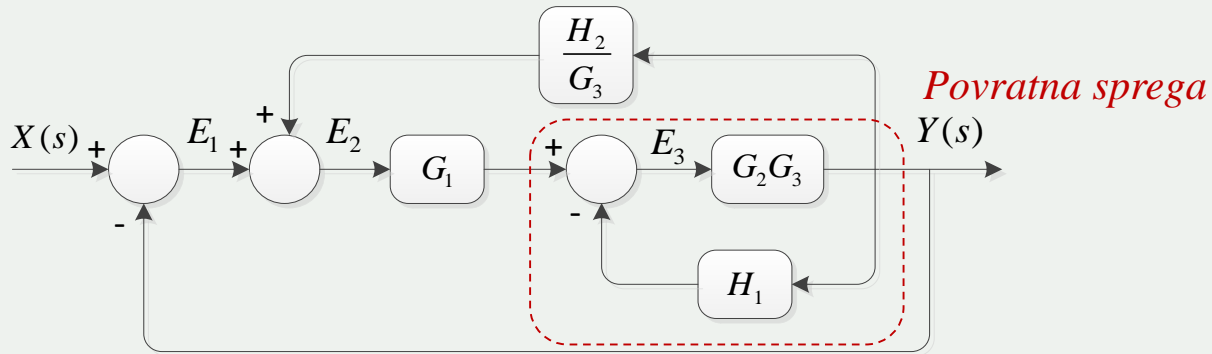 H₂
G₃
Povratna sprega
X(s) + E₁ + + E₂ G₁ + E₃ G₂G₃ Y(s)
- -
H₁